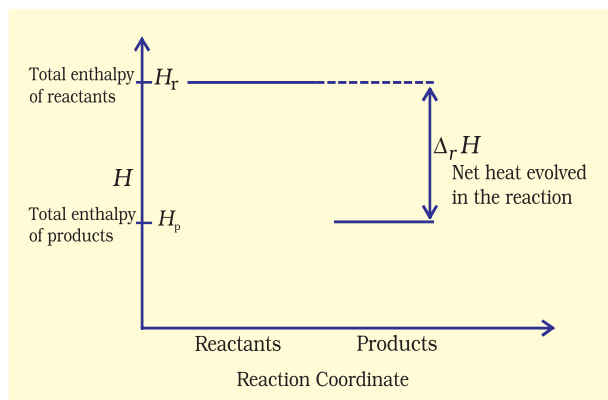 Total enthalpy
of reactants
Hr
ΔrH
Net heat evolved
in the reaction
H
Total enthalpy
of products
Hp
Reactants
Products
Reaction Coordinate